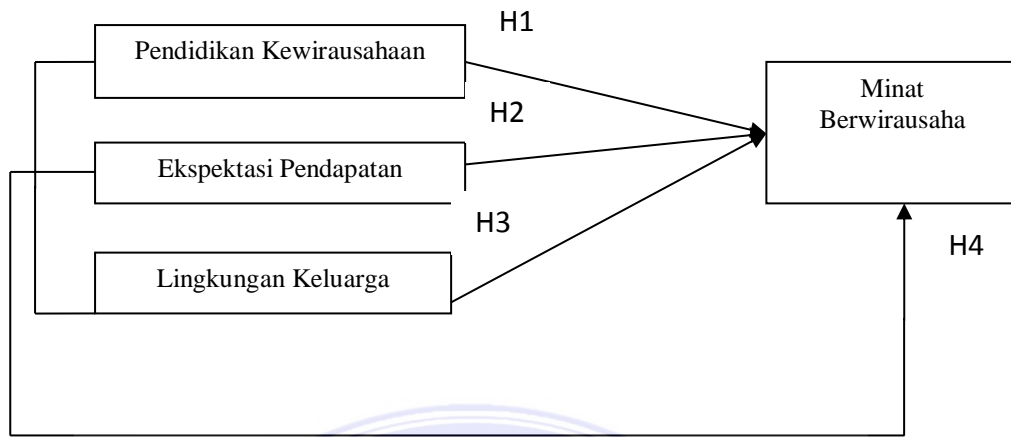 H1
Pendidikan Kewirausahaan
Minat
Berwirausaha
H2
Ekspektasi Pendapatan
H3
H4
Lingkungan Keluarga